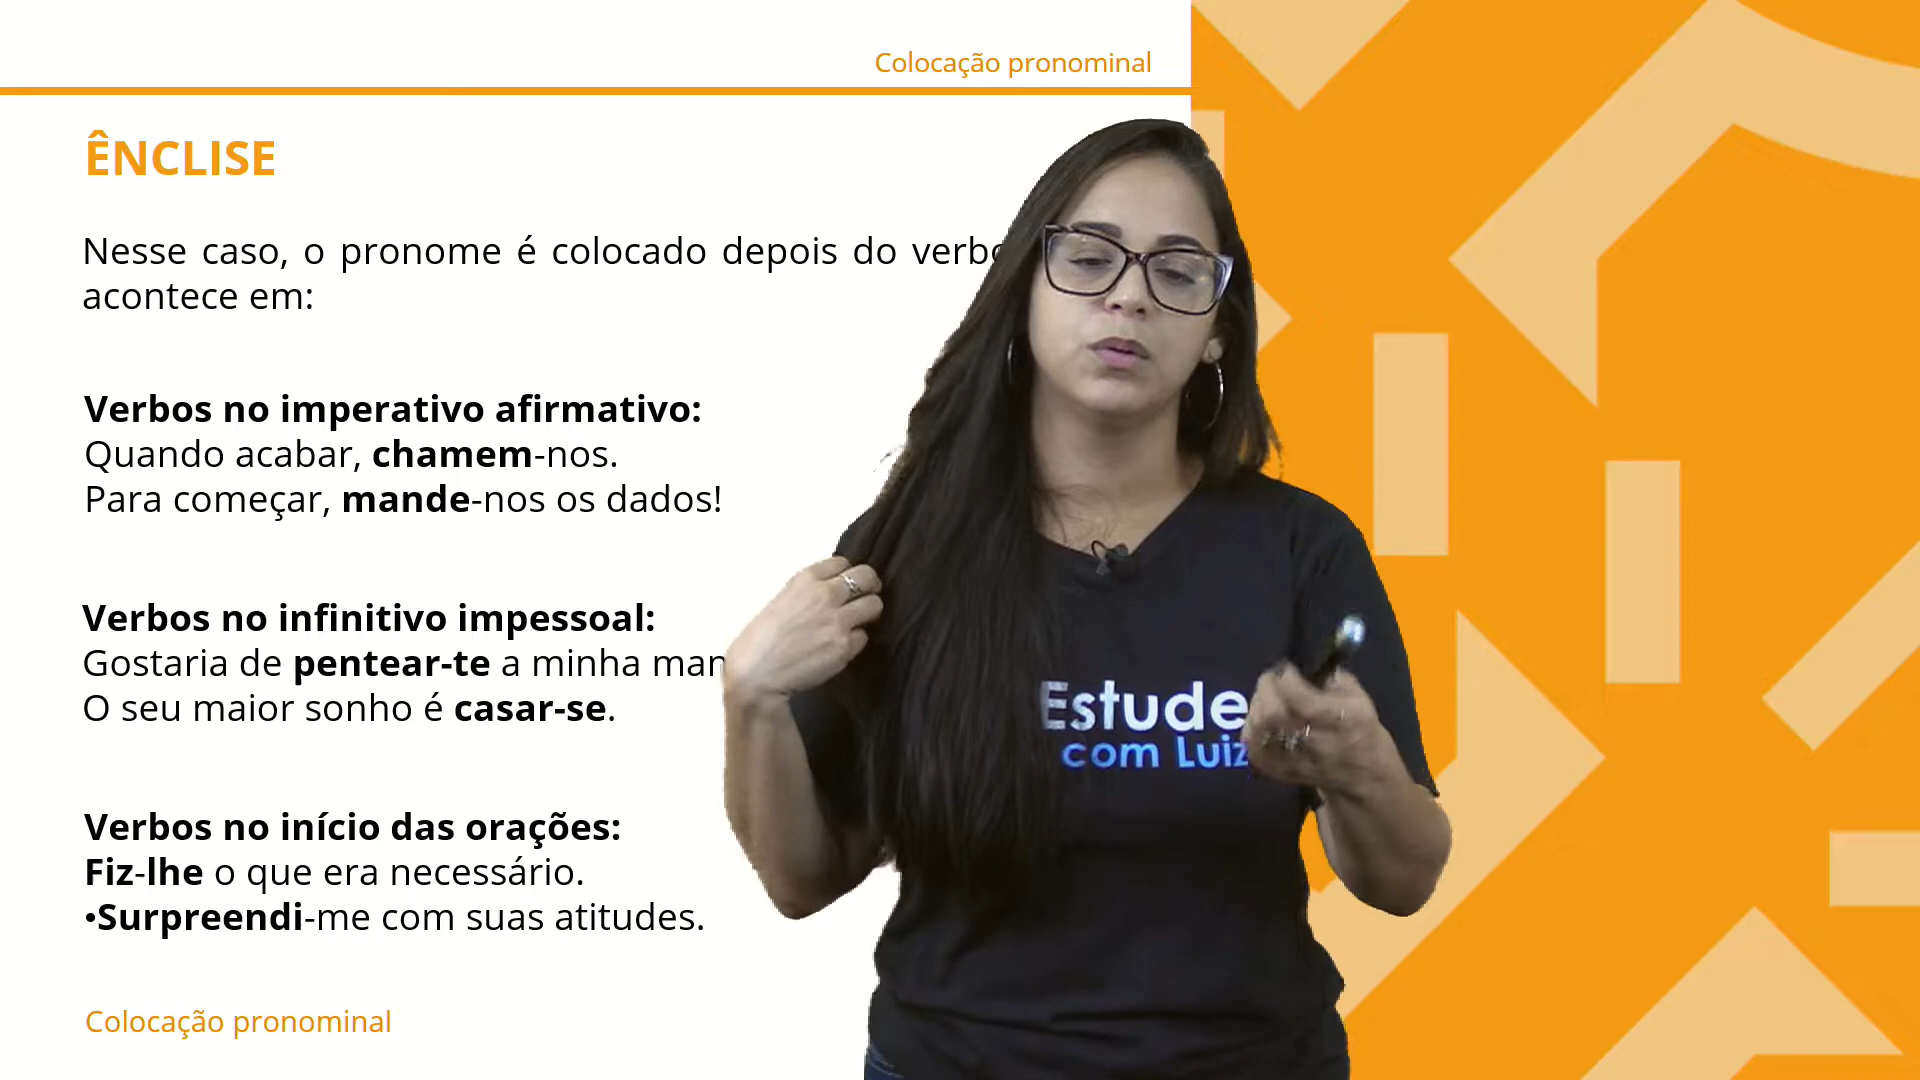 Colocação pronominal
ÊNCLISE
Nesse caso, o pronome é colocado depois do
acontece em:
Verbos no imperativo afirmativo:
Quando acabar, chamem-nos.
Para começar, mande-nos os dados!
Verbos no infinitivo impessoal:
Gostaria de pentear-te a minha
O seu maior sonho é casar-se.
Verbos no início das orações:
Fiz-lhe o que era necessário.
•Surpreendi-me com suas atitudes.
Colocação pronominal
Estude
com Luiz